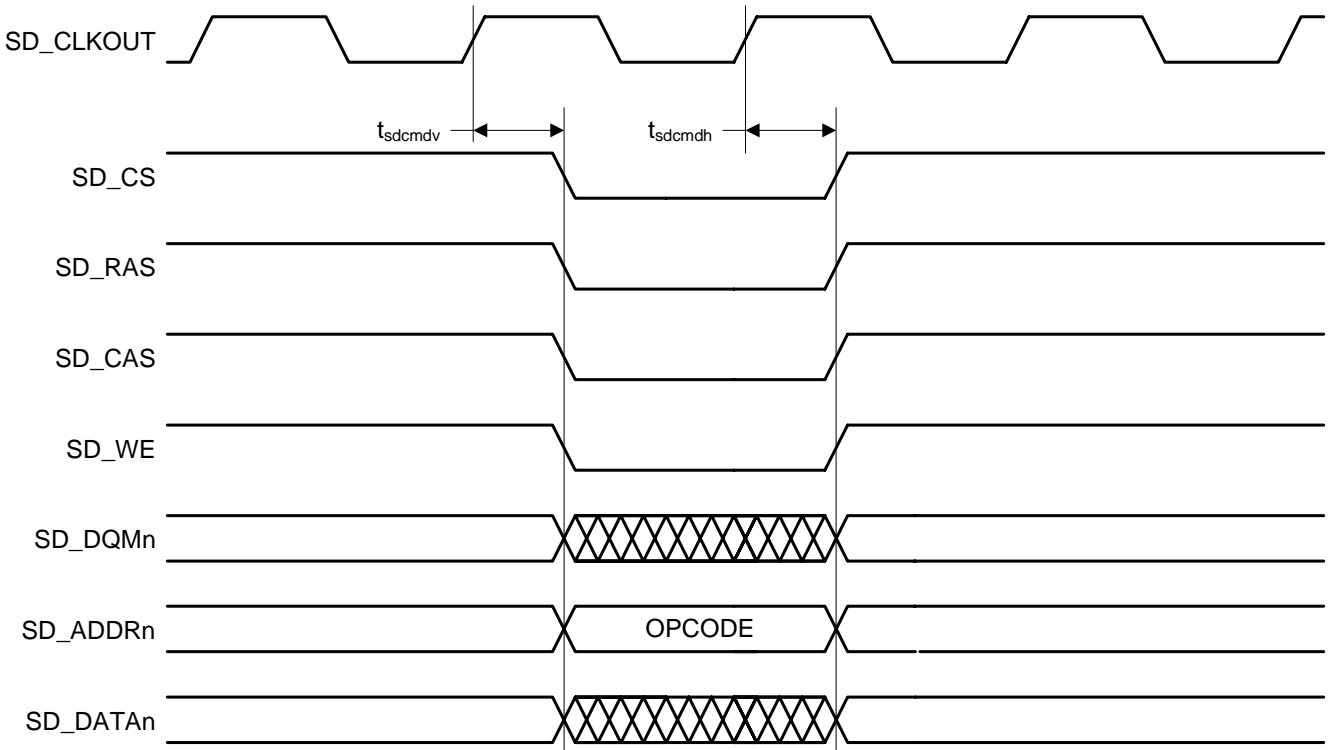 SD_CLKOUT
tsdcmdv
tsdcmdh
SD_CS
SD_RAS
SD_CAS
SD_WE
SD_DQMn
SD_ADDRn
OPCODE
SD_DATAn